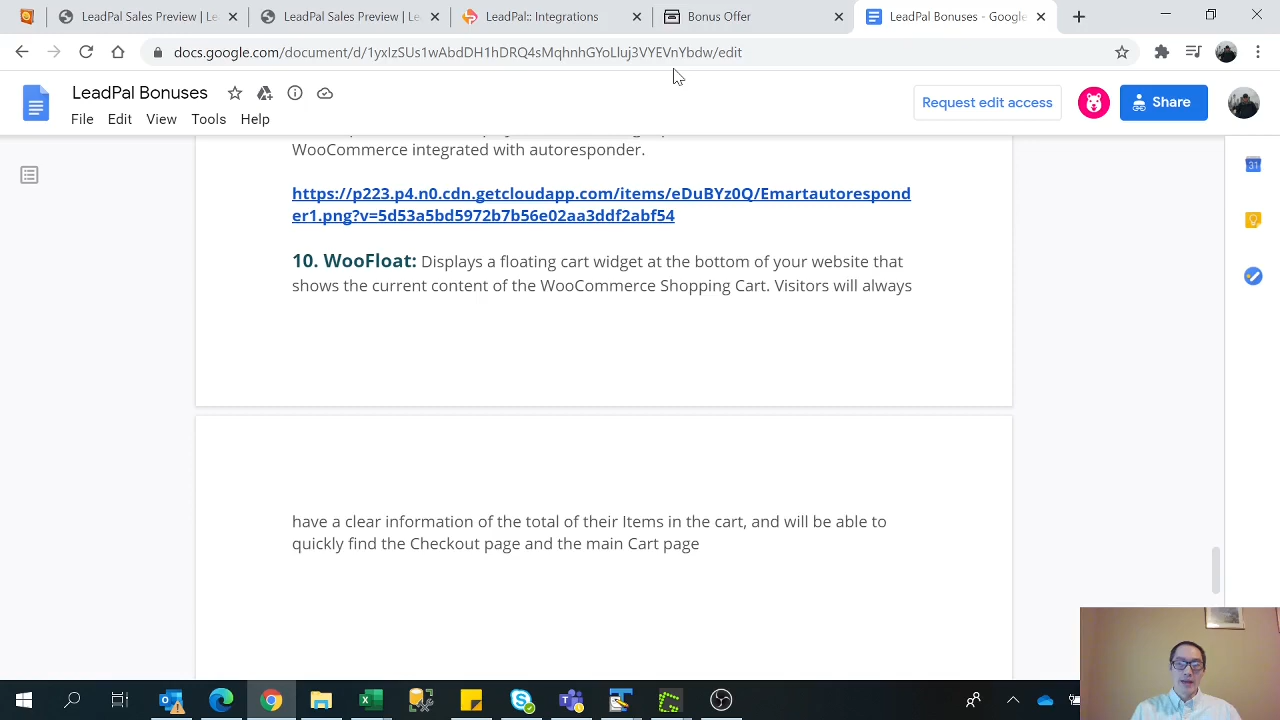 LeadPal Sales Review | Le
LeadPal Sales Preview | Le
LeadPal:: Integrations
Bonus Offer
LeadPal Bonuses - Google
docs.google.com/document/d/1yxIzSUs1wAbdDH1hDRQ4sMqhnhGYoLluj3VYEVnYbdw/edit
LeadPal Bonuses
Request edit access
Share
File Edit View Tools Help
WooCommerce integrated with autoresponder.
https://p223.p4.n0.cdn.getcloudapp.com/items/eDuBYz0Q/Emartautorespond
er1.png?v=5d53a5bd5972b7b56e02aa3ddf2abf54
10. WooFloat: Displays a floating cart widget at the bottom of your website that
shows the current content of the WooCommerce Shopping Cart. Visitors will always
have a clear information of the total of their Items in the cart, and will be able to
quickly find the Checkout page and the main Cart page
31